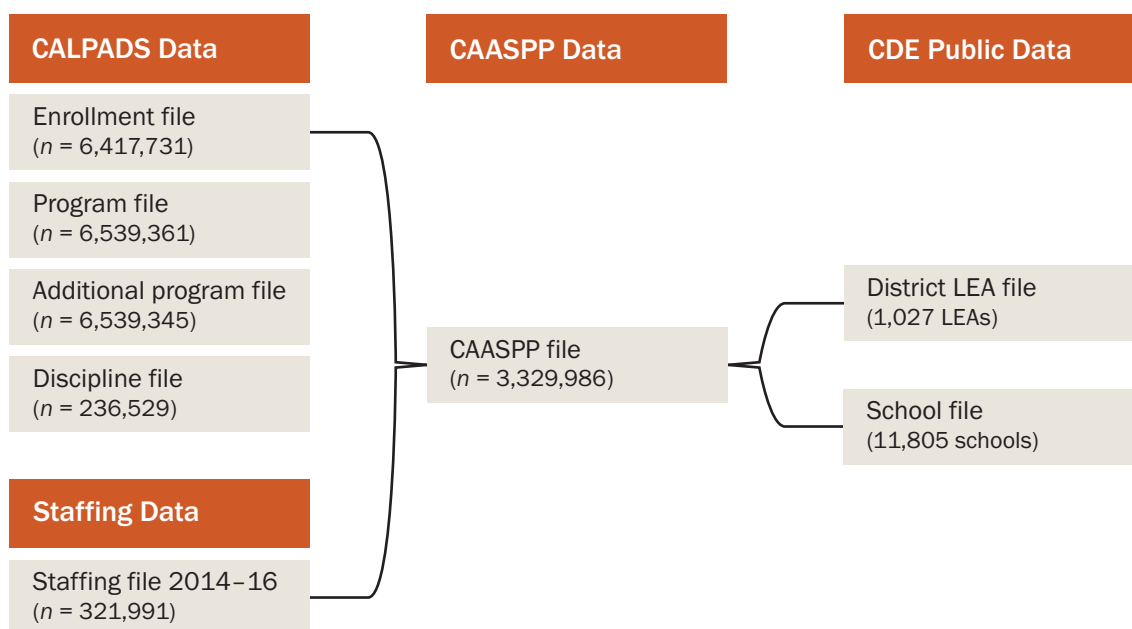 CALPADS Data
Enrollment file
(n = 6,417,731)
Program file
(n = 6,539,361)
Additional program file
(n = 6,539,345)
Discipline file
(n = 236,529)
Staffing Data
Staffing file 2014–16
(n = 321,991)
CAASPP Data
CAASPP file
(n = 3,329,986)
CDE Public Data
District LEA file
(1,027 LEAs)
School file
(11,805 schools)